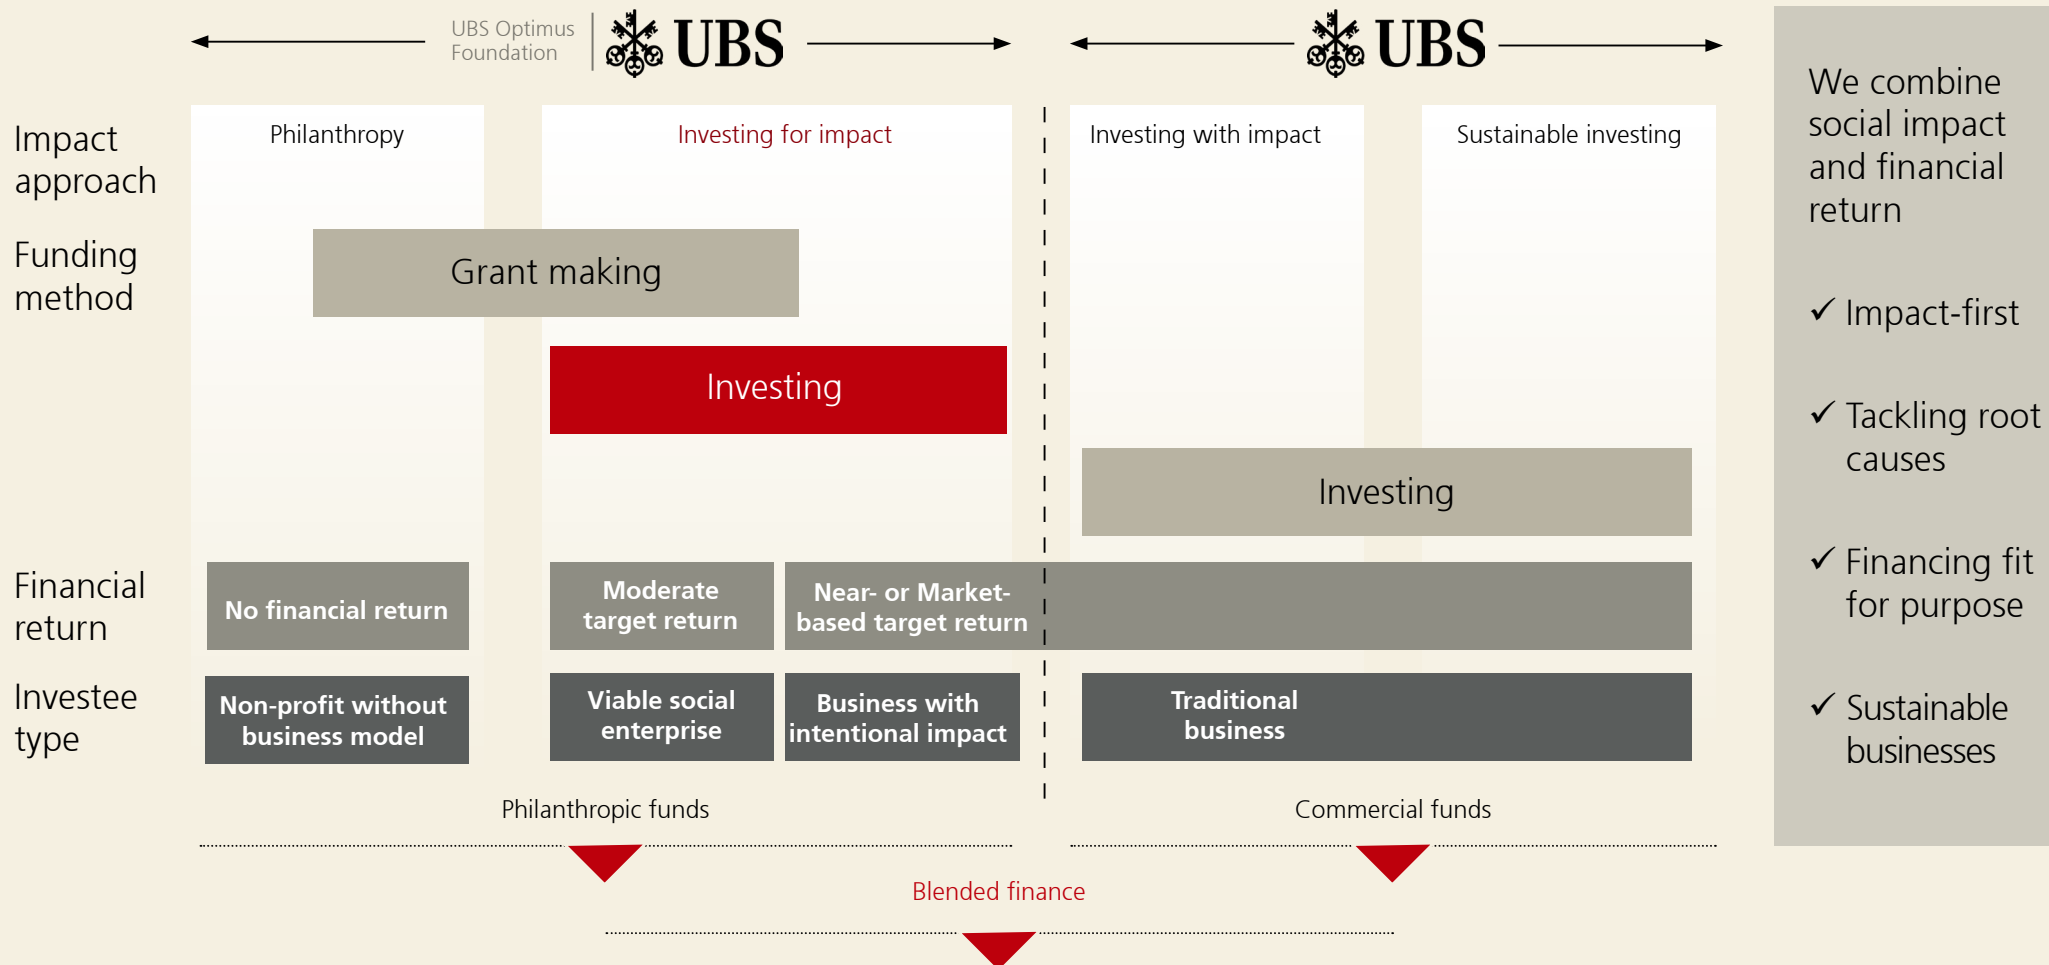 UBS Optimus
Foundation
UBS
UBS
Impact
approach
Philanthropy
Investing for impact
Investing with impact
Sustainable investing
Funding
method
Grant making
Investing
Investing
Financial
return
No financial return
Moderate
target return
Near- or Market-
based target return
Investee
type
Non-profit without
business model
Viable social
enterprise
Business with
intentional impact
Traditional
business
Philanthropic funds
Commercial funds
Blended finance
We combine
social impact
and financial
return
✓ Impact-first
✓ Tackling root
causes
✓ Financing fit
for purpose
✓ Sustainable
businesses